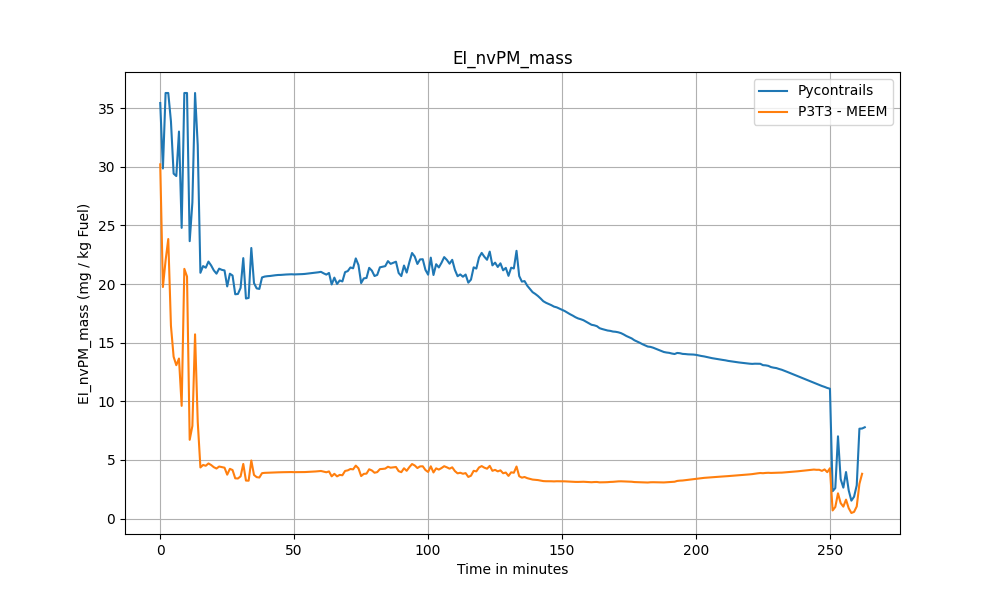 EI_nvPM_mass
Pycontrails
P3T3 - MEEM
EI_nvPM_mass (mg / kg Fuel)
35
30
25
20
15
10
5
0
0 50 100 150 200 250
Time in minutes